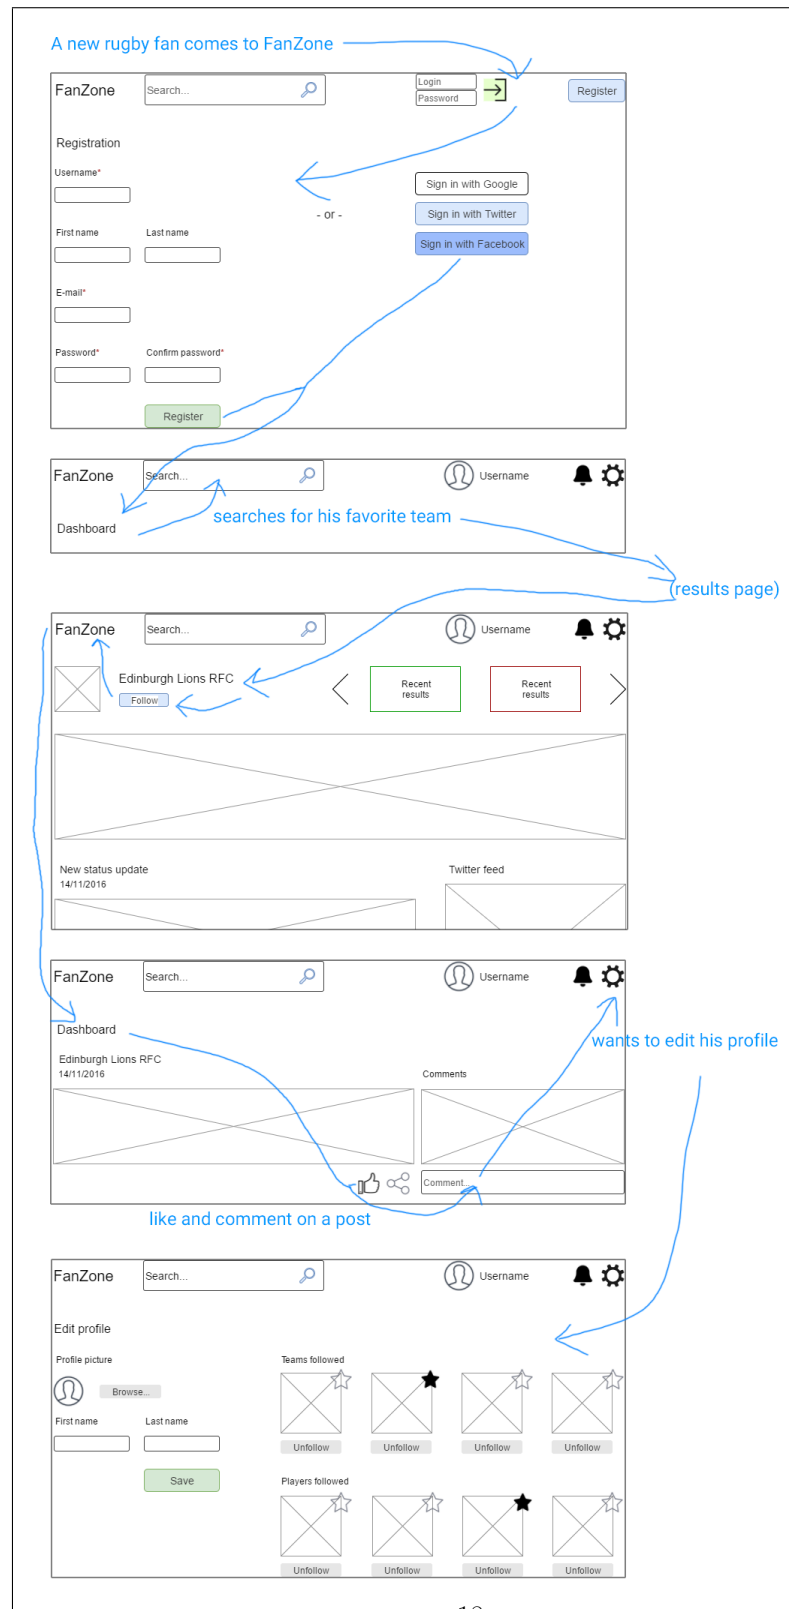 A new rugby fan comes to FanZone
FanZone Search... Login Register
Password
Registration
Username*
Sign in with Google
- or - Sign in with Twitter
First name Last name
Sign in with Facebook
E-mail*
Password* Confirm password*
Register
FanZone Search... Username
searches for his favorite team
Dashboard
(results page)
FanZone Search... Username
Edinburgh Lions RFC
Follow
Recent results
Recent results
New status update
14/11/2016
Twitter feed
FanZone Search... Username
Dashboard
wants to edit his profile
Edinburgh Lions RFC
14/11/2016
Comments
Comment...
like and comment on a post
FanZone Search... Username
Edit profile
Profile picture
Browse...
First name Last name
Save
Teams followed
Unfollow Unfollow Unfollow Unfollow
Players followed
Unfollow Unfollow Unfollow Unfollow